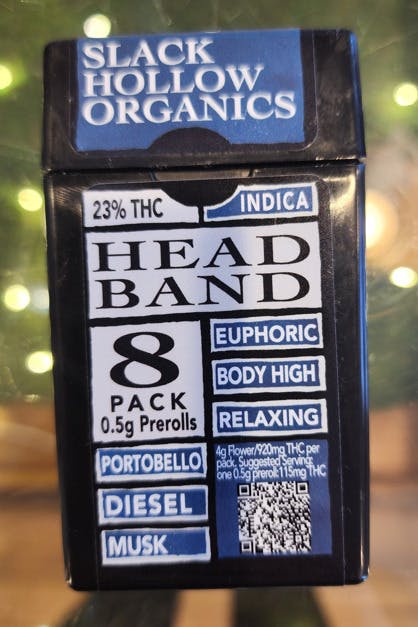 SLACK
HOLLOW
ORGANICS
23% THC
INDICA
HEAD
BAND
8
PACK
0.5g Prerolls
EUPHORIC
BODY HIGH
RELAXING
PORTOBELLO
DIESEL
MUSK
4g Flower/920mg THC per
pack. Suggested Serving:
one 0.5g preroll:115mg THC